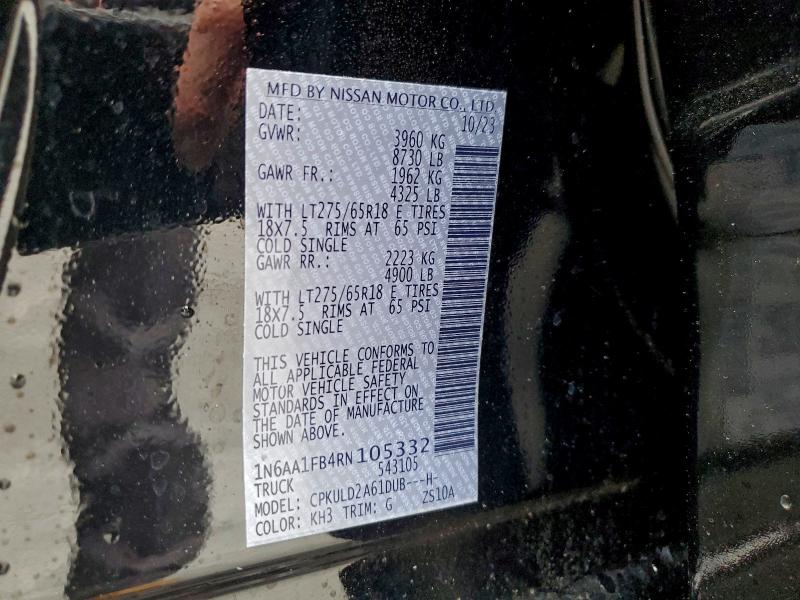 MFD BY NISSAN MOTOR CO., LTD.
DATE: 10/23
GVWR: 3960 KG
8730 LB
GAWR FR.: 1962 KG
4325 LB
WITH LT275/65R18 E TIRES
18X7.5 RIMS AT 65 PSI
COLD SINGLE
GAWR RR.: 2223 KG
4900 LB
WITH LT275/65R18 E TIRES
18X7.5 RIMS AT 65 PSI
COLD SINGLE
THIS VEHICLE CONFORMS TO
ALL APPLICABLE FEDERAL
MOTOR VEHICLE SAFETY
STANDARDS IN EFFECT ON
THE DATE OF MANUFACTURE
SHOWN ABOVE.
1N6AA1FB4RN105332
TRUCK 543105
MODEL: CPKULD2A61DUB---H-
COLOR: KH3 TRIM: G ZS10A